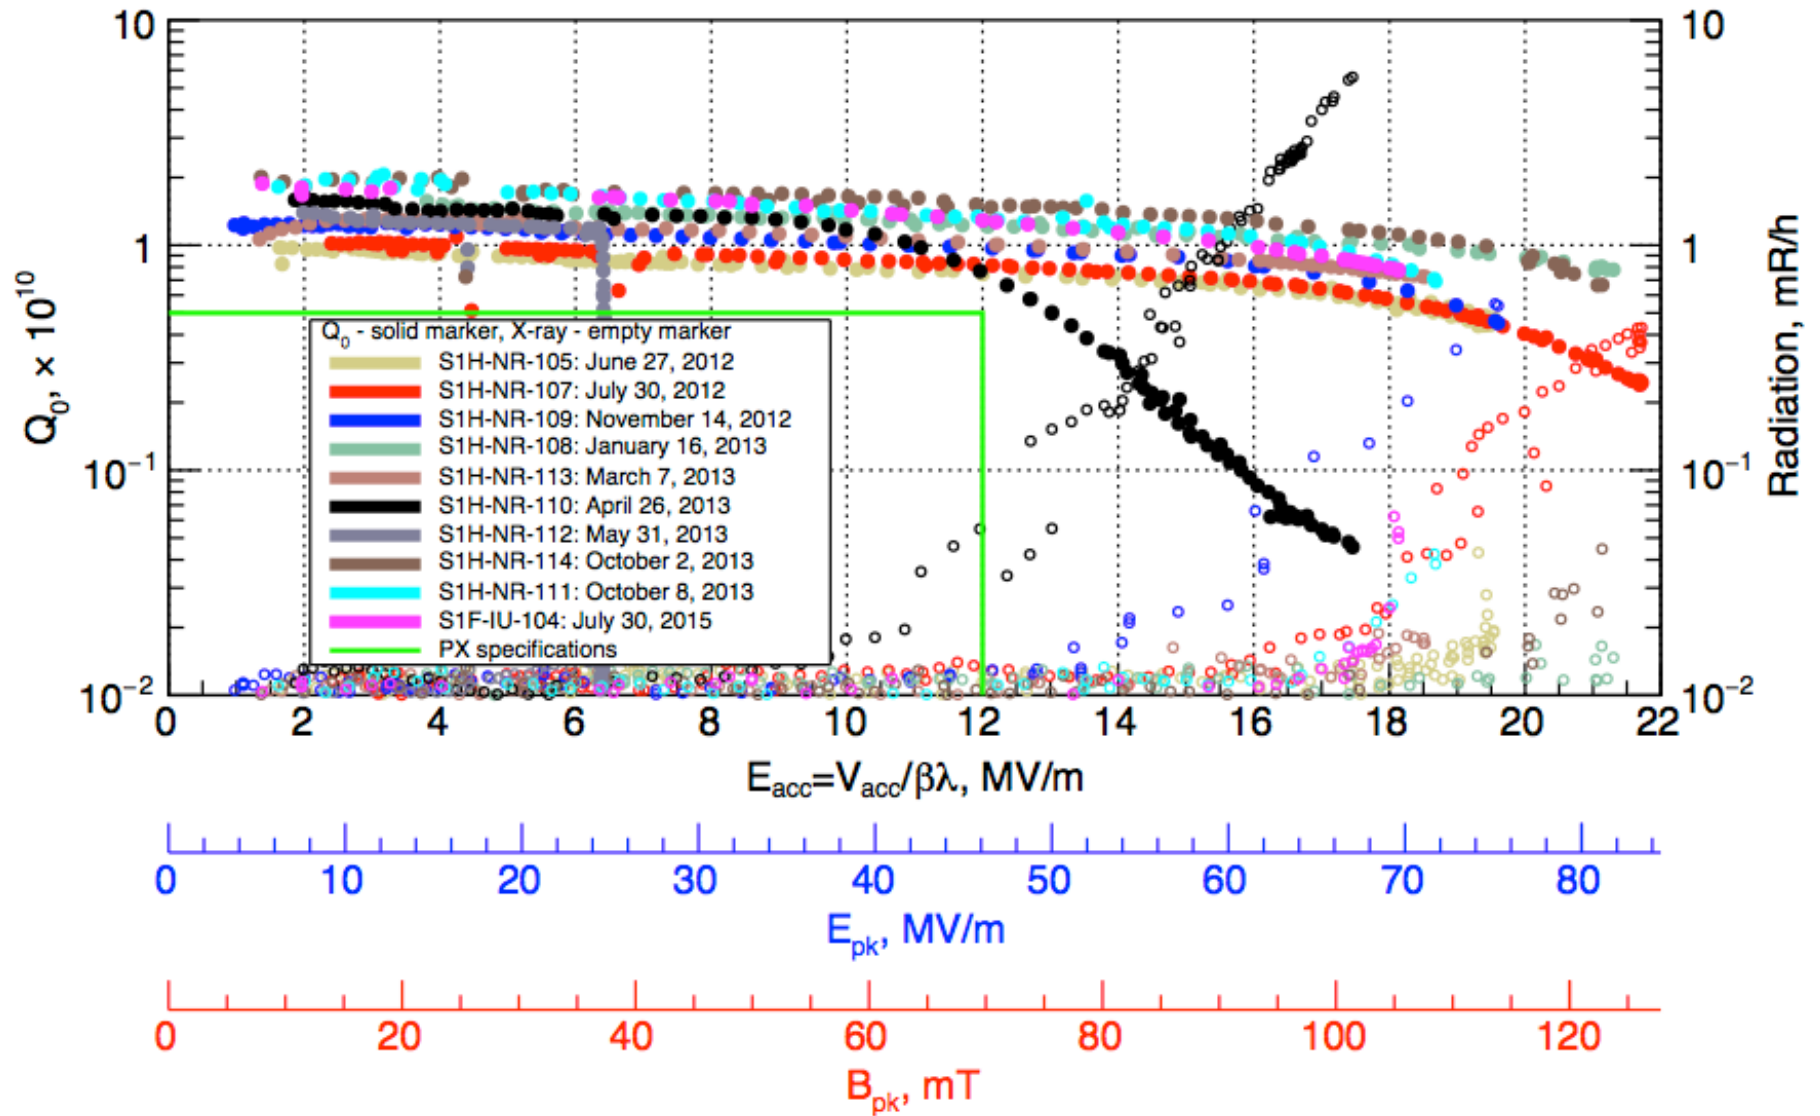 10
1
10⁻¹
10⁻²
Q₀, × 10¹⁰
10
1
10⁻¹
10⁻²
Radiation, mR/h
Q₀ - solid marker, X-ray - empty marker
S1H-NR-105: June 27, 2012
S1H-NR-107: July 30, 2012
S1H-NR-109: November 14, 2012
S1H-NR-108: January 16, 2013
S1H-NR-113: March 7, 2013
S1H-NR-110: April 26, 2013
S1H-NR-112: May 31, 2013
S1H-NR-114: October 2, 2013
S1H-NR-111: October 8, 2013
S1F-IU-104: July 30, 2015
PX specifications
0 2 4 6 8 10 12 14 16 18 20 22
E_acc=V_acc/βλ, MV/m
0 10 20 30 40 50 60 70 80
E_pk, MV/m
0 20 40 60 80 100 120
B_pk, mT